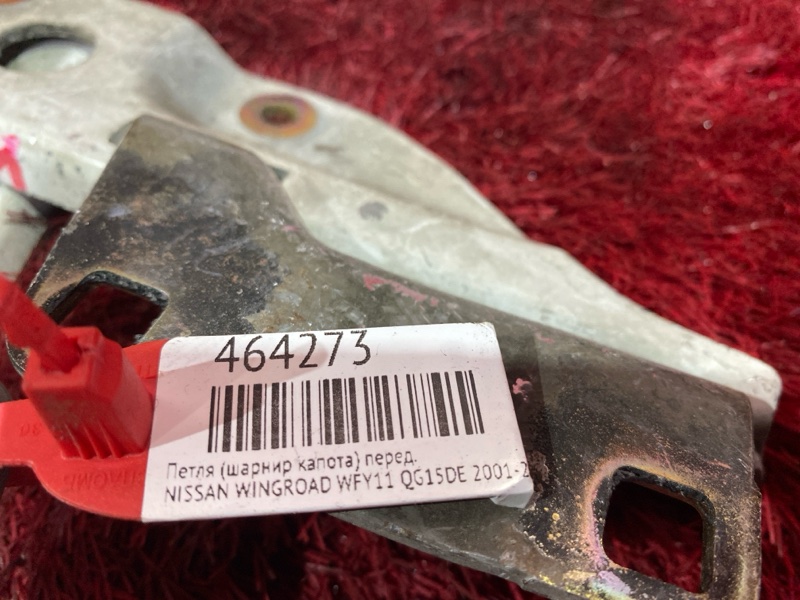 464273
Петля (шарнир капота) перед.
NISSAN WINGROAD WFY11 QG15DE 2001-2